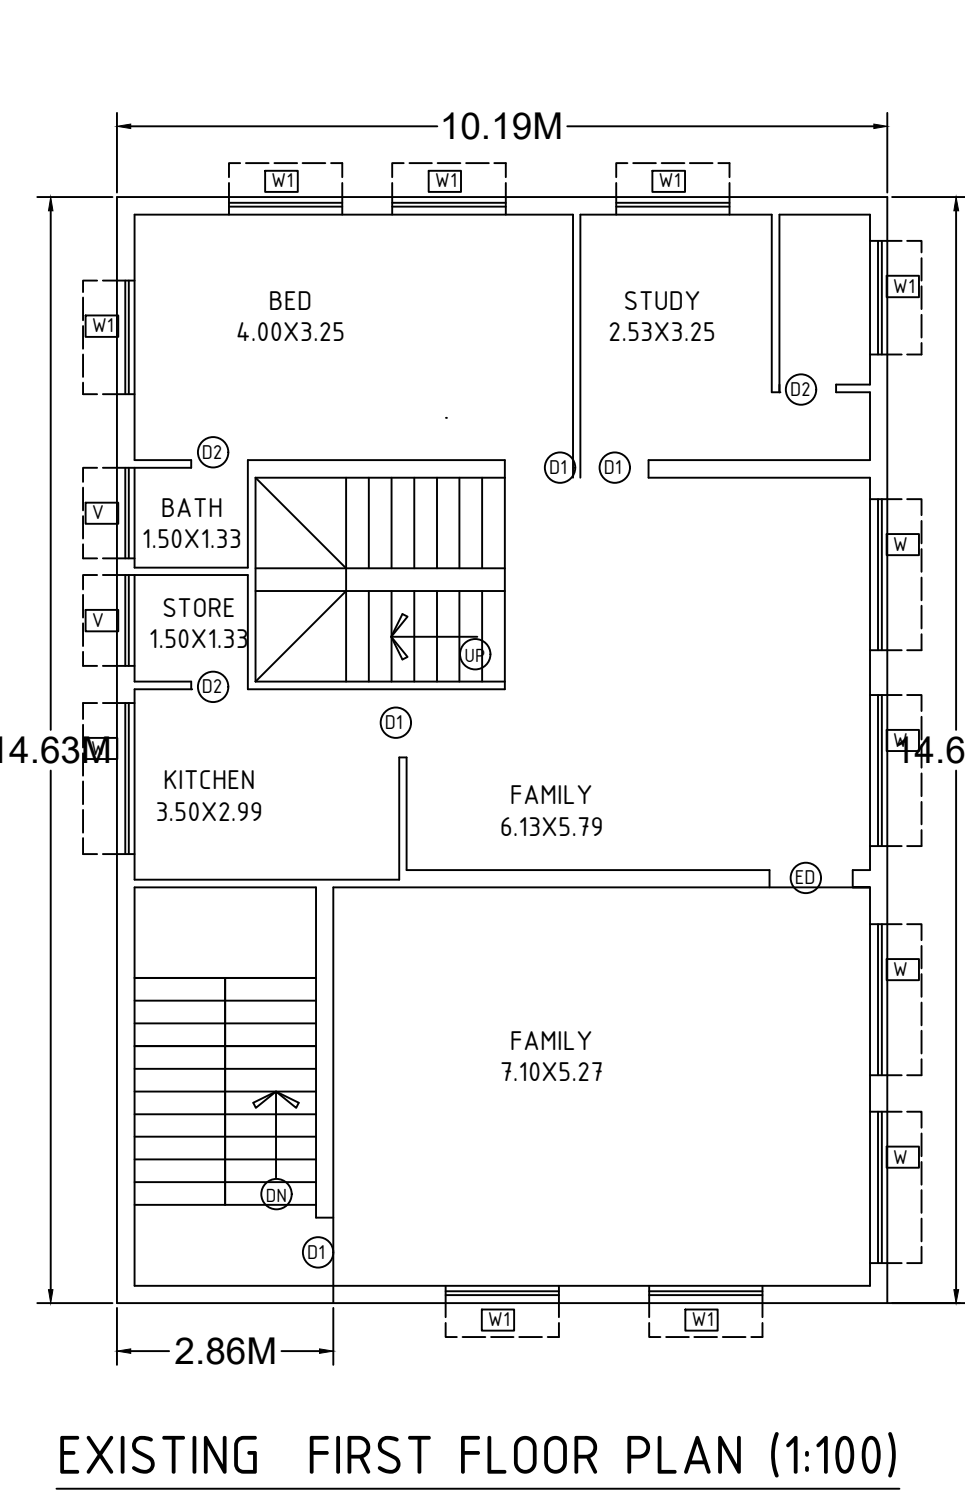 10.19M
W1
W1
W1
W1
W1
BED
4.00X3.25
STUDY
2.53X3.25
D2
D2
D1
D1
V
BATH
1.50X1.33
W
V
STORE
1.50X1.33
UP
D2
D1
14.63M
W
W
14.6
KITCHEN
3.50X2.99
FAMILY
6.13X5.79
ED
W
FAMILY
7.10X5.27
W
DN
D1
W1
W1
2.86M
EXISTING FIRST FLOOR PLAN (1:100)